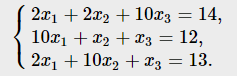 2x₁ + 2x₂ + 10x₃ = 14,
10x₁ + x₂ + x₃ = 12,
2x₁ + 10x₂ + x₃ = 13.